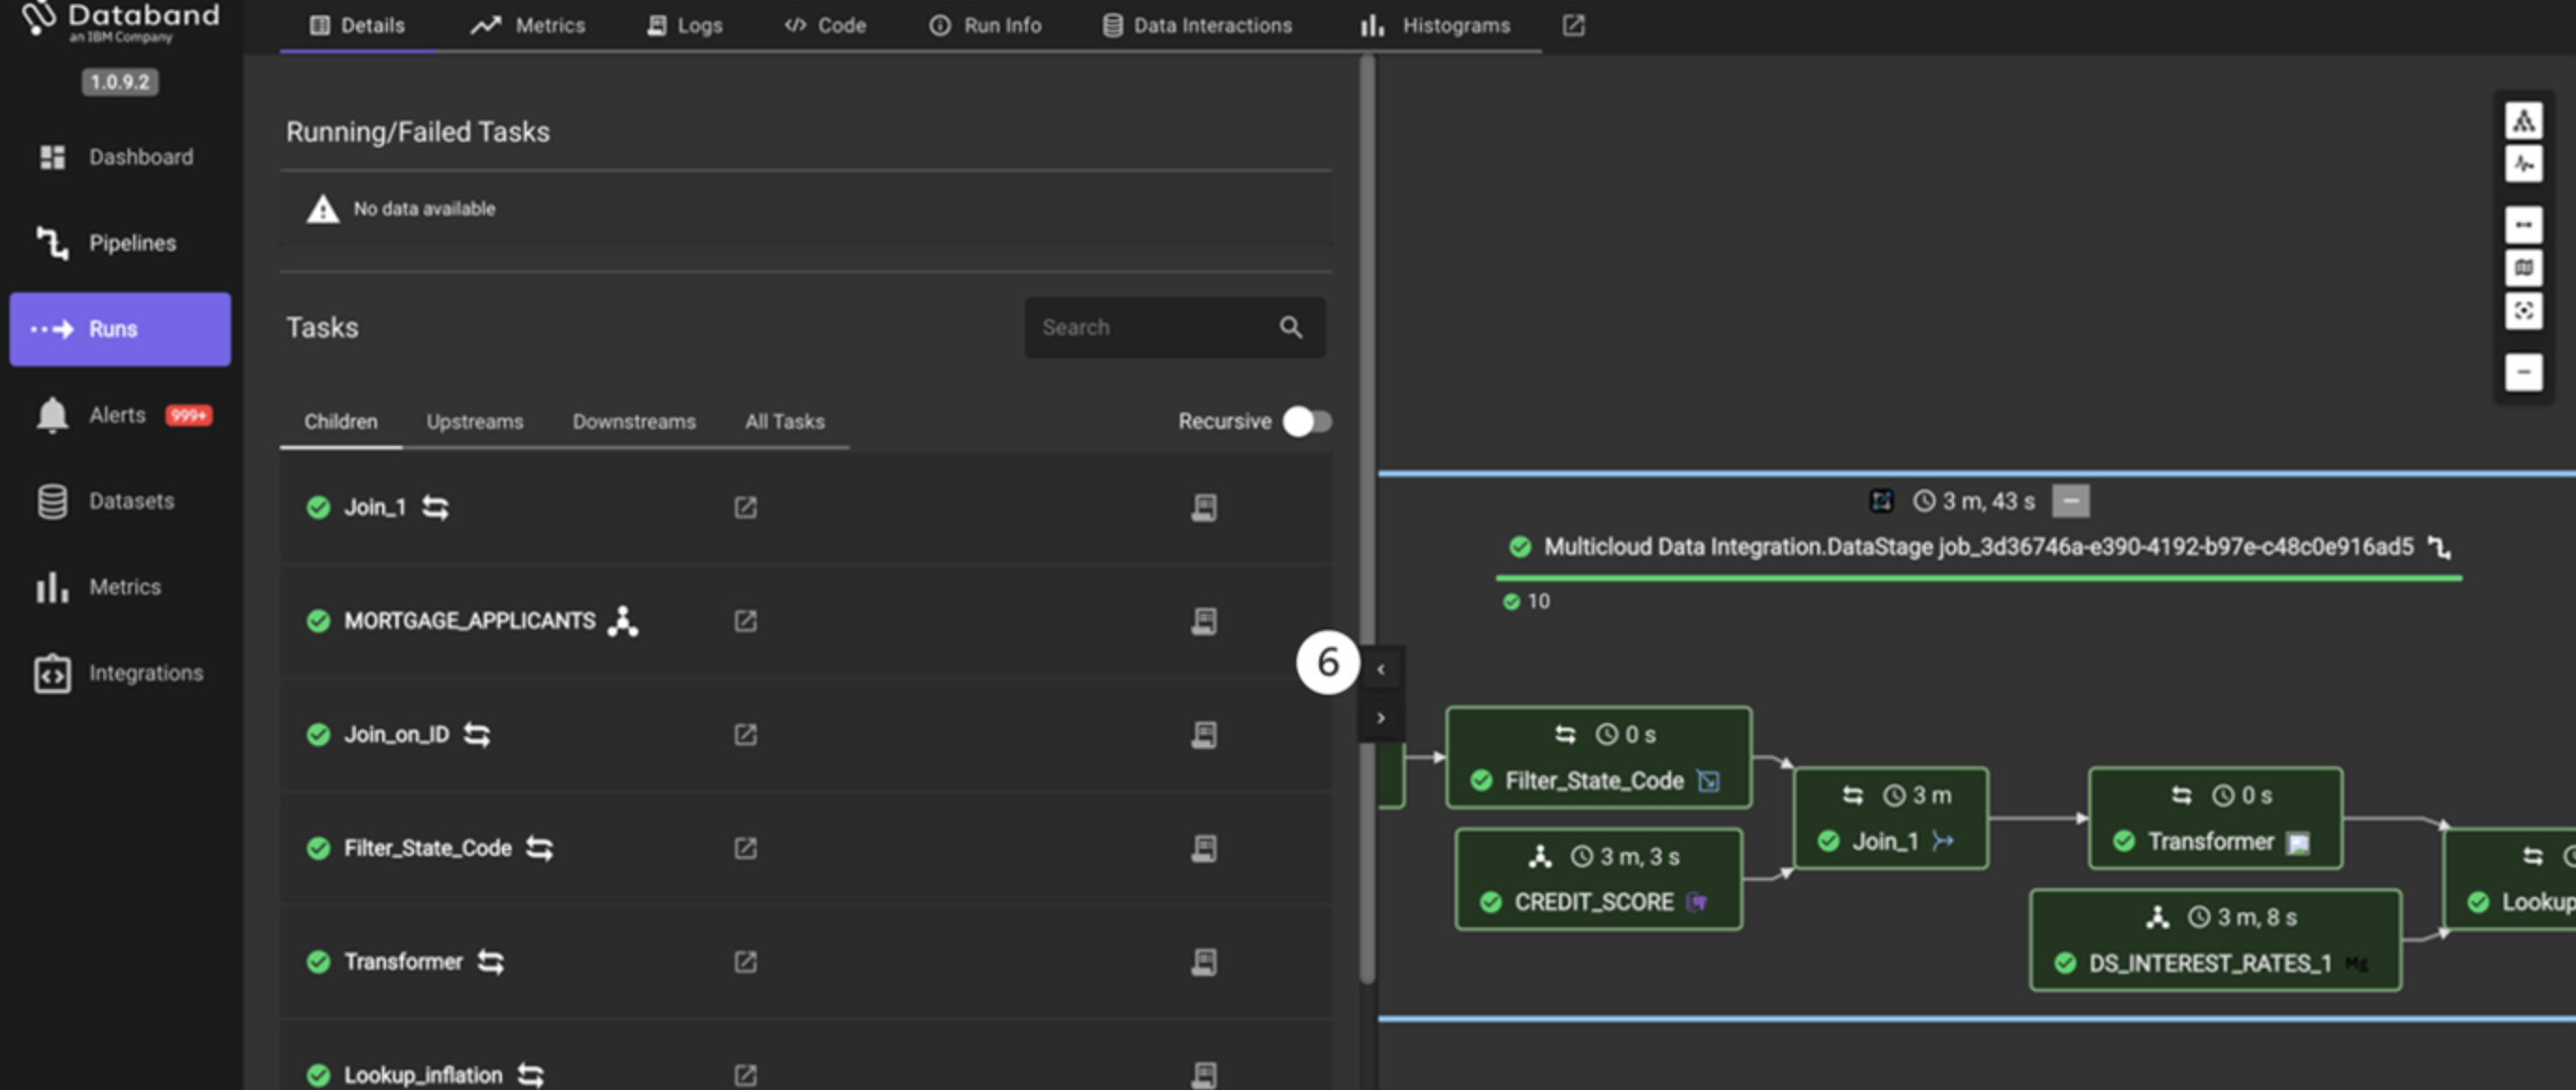 Databand
an IBM Company
1.0.9.2
Dashboard
Pipelines
Runs
Alerts 999+
Datasets
Metrics
Integrations
Details Metrics Logs Code Run Info Data Interactions Histograms
Running/Failed Tasks
No data available
Tasks
Search
Children Upstreams Downstreams All Tasks Recursive
Join_1
MORTGAGE_APPLICANTS
Join_on_ID
Filter_State_Code
Transformer
Lookup_inflation
6
3 m, 43 s
Multicloud Data Integration.DataStage job_3d36746a-e390-4192-b97e-c48c0e916ad5
10
0 s
Filter_State_Code
3 m, 3 s
CREDIT_SCORE
3 m
Join_1
0 s
Transformer
3 m, 8 s
DS_INTEREST_RATES_1 Mg
Lookup